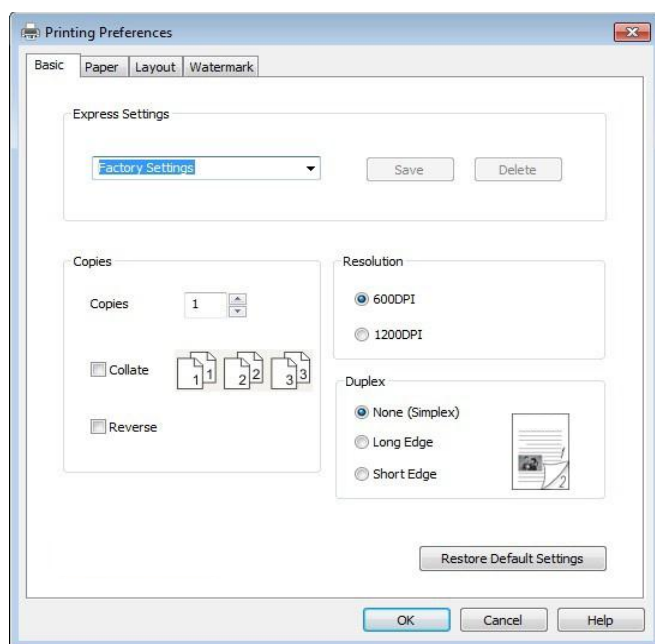 Printing Preferences
Basic Paper Layout Watermark
Express Settings
Factory Settings Save Delete
Copies
Copies 1
Collate 1 1 2 2 3 3
Reverse
Resolution
600DPI
1200DPI
Duplex
None (Simplex)
Long Edge
Short Edge
1
2
Restore Default Settings
OK Cancel Help